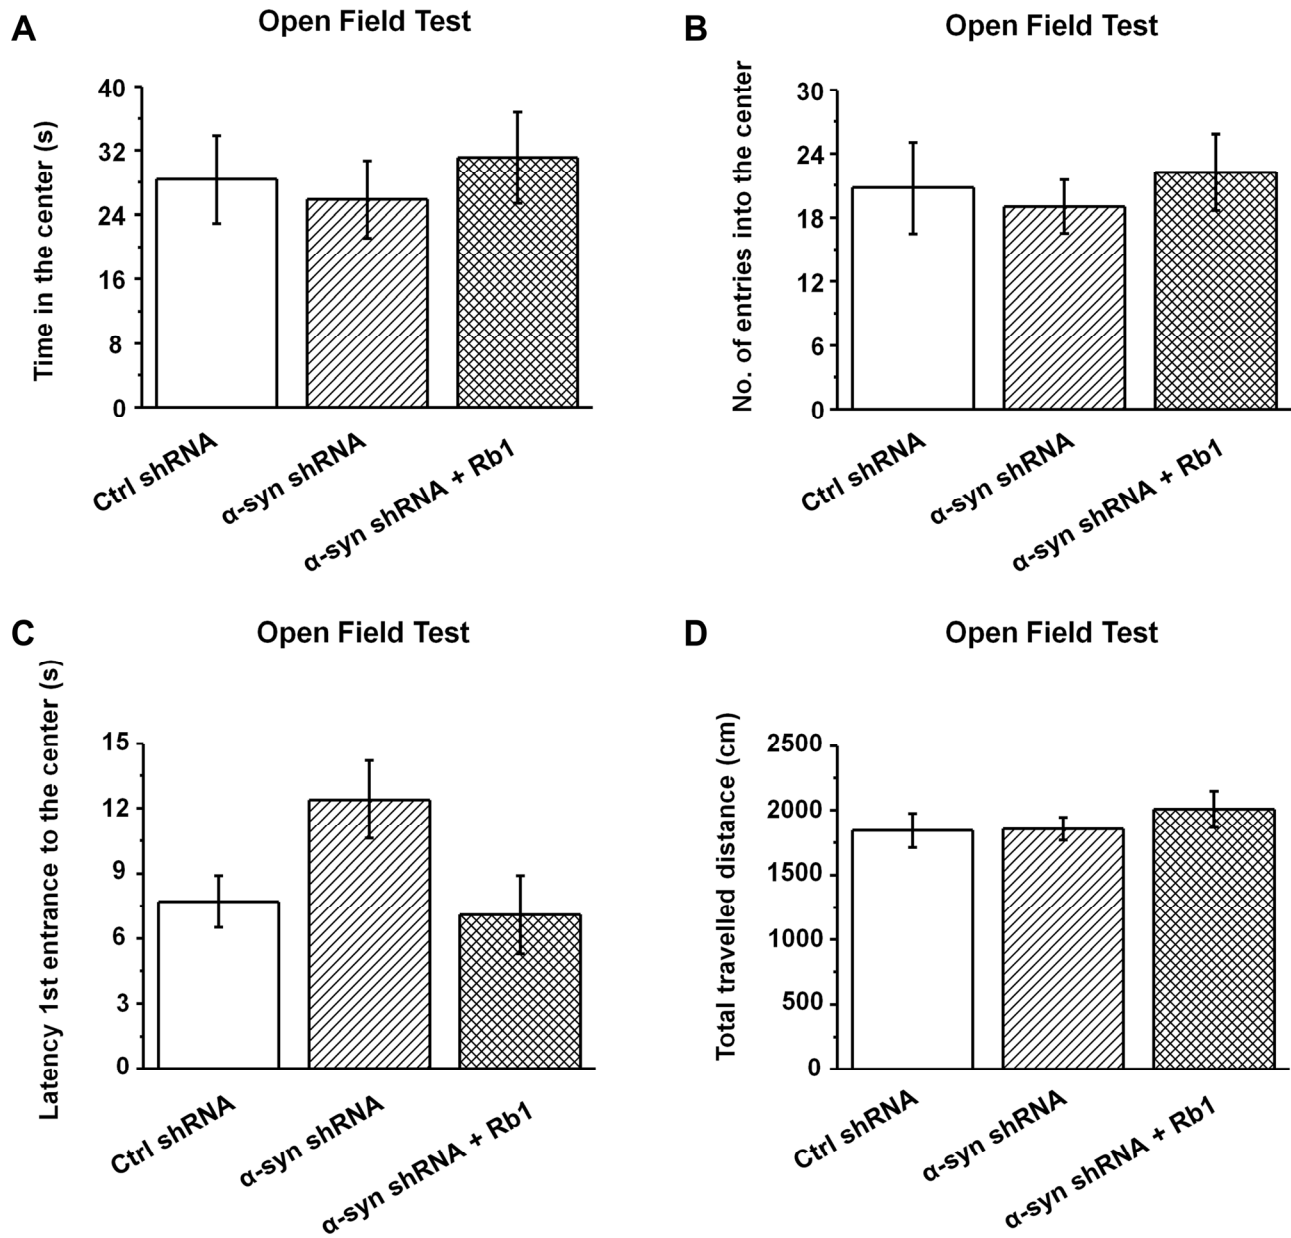 A
Open Field Test
Time in the center (s)
40
32
24
16
8
0
Ctrl shRNA
α-syn shRNA
α-syn shRNA + Rb1
B
Open Field Test
No. of entries into the center
30
24
18
12
6
0
Ctrl shRNA
α-syn shRNA
α-syn shRNA + Rb1
C
Open Field Test
Latency 1st entrance to the center (s)
15
12
9
6
3
0
Ctrl shRNA
α-syn shRNA
α-syn shRNA + Rb1
D
Open Field Test
Total travelled distance (cm)
2500
2000
1500
1000
500
0
Ctrl shRNA
α-syn shRNA
α-syn shRNA + Rb1